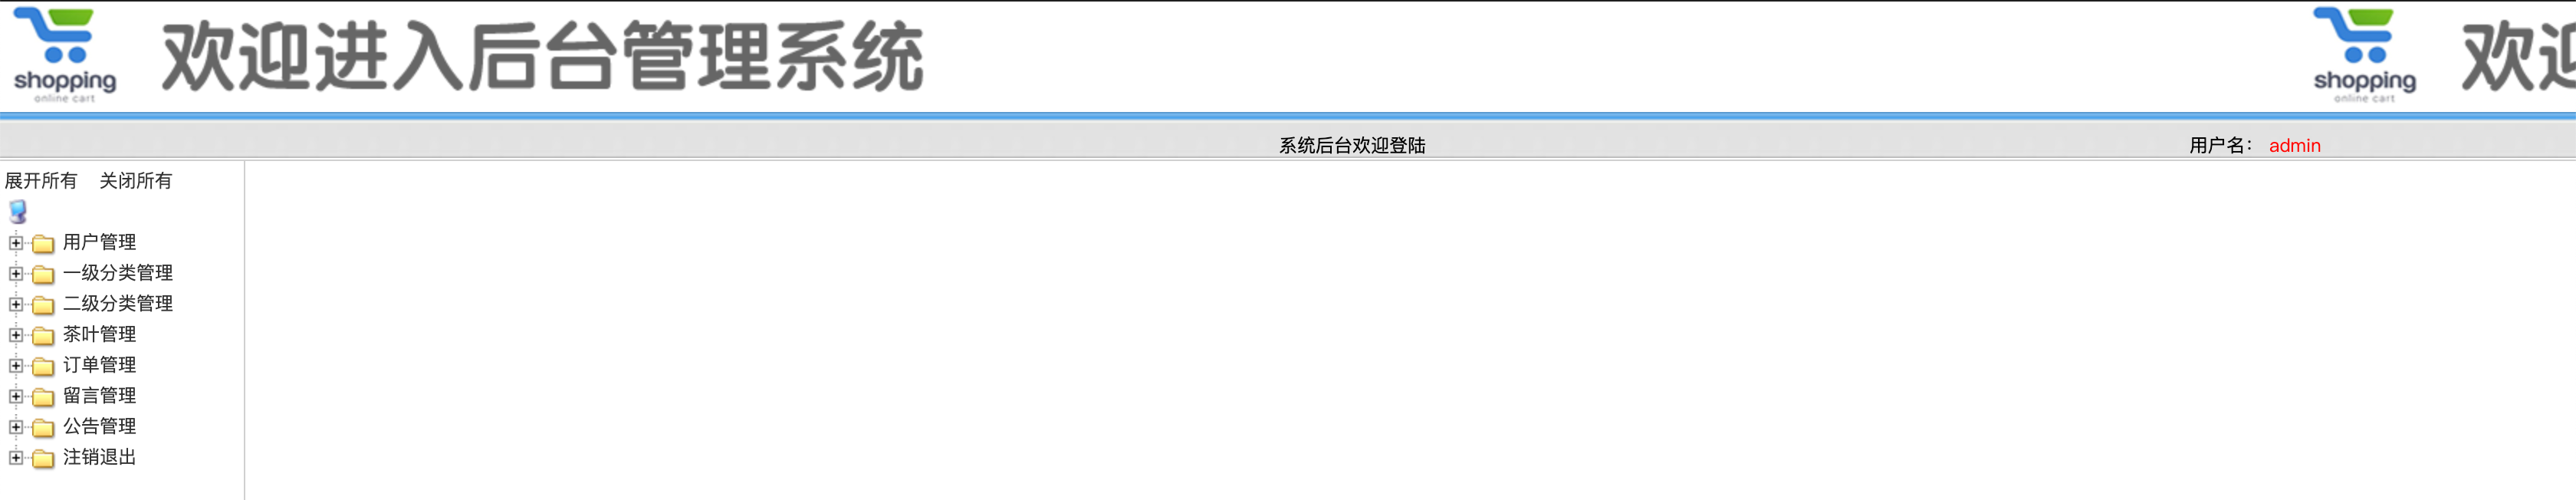 shopping
online cart
欢迎进入后台管理系统
shopping
online cart
欢迎
系统后台欢迎登陆
用户名： admin
展开所有 关闭所有
用户管理
一级分类管理
二级分类管理
茶叶管理
订单管理
留言管理
公告管理
注销退出